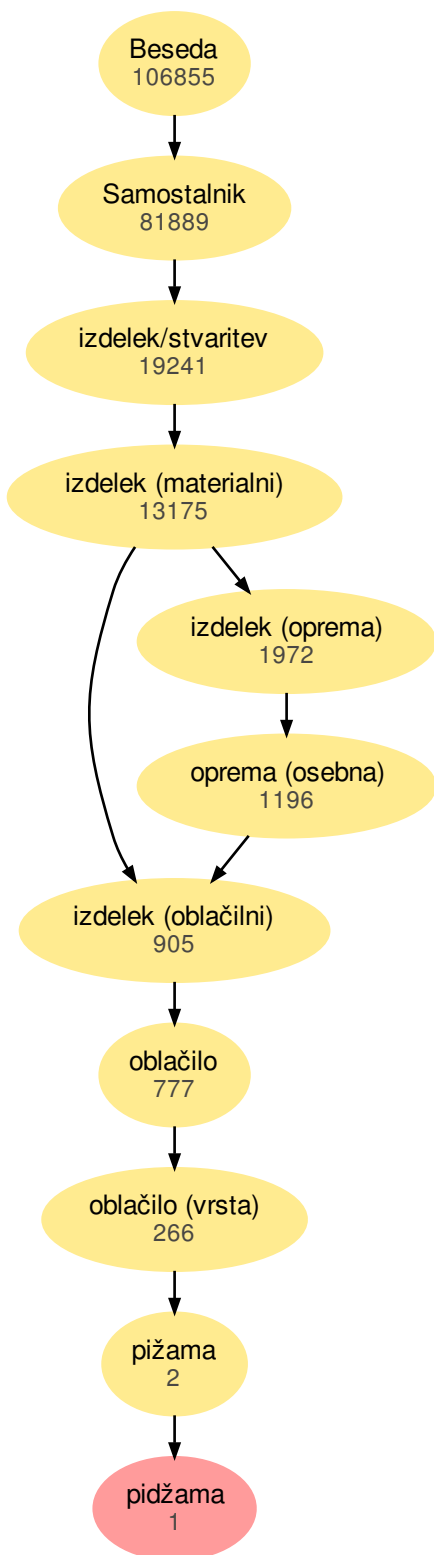 Beseda
106855
Samostalnik
81889
izdelek/stvaritev
19241
izdelek (materialni)
13175
izdelek (oprema)
1972
oprema (osebna)
1196
izdelek (oblačilni)
905
oblačilo
777
oblačilo (vrsta)
266
pižama
2
pidžama
1